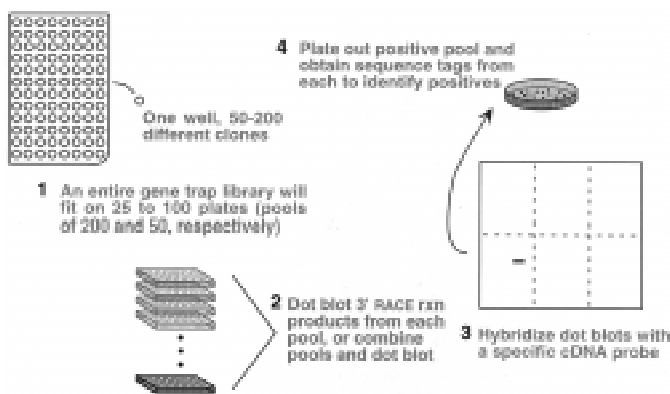 One well, 50-200
different clones
1 An entire gene trap library will
fit on 25 to 100 plates (pools
of 200 and 50, respectively)
2 Dot blot 3' RACE rxn
products from each
pool, or combine
pools and dot blot
3 Hybridize dot blots with
a specific cDNA probe
4 Plate out positive pool and
obtain sequence tags from
each to identify positives